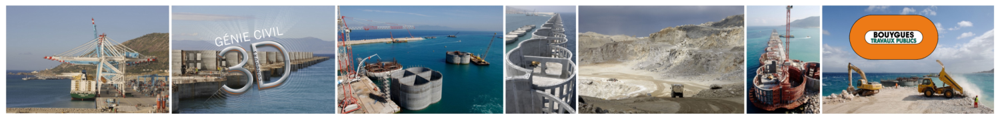 GÉNIE CIVIL
3D
BOUYGUES
TRAVAUX PUBLICS